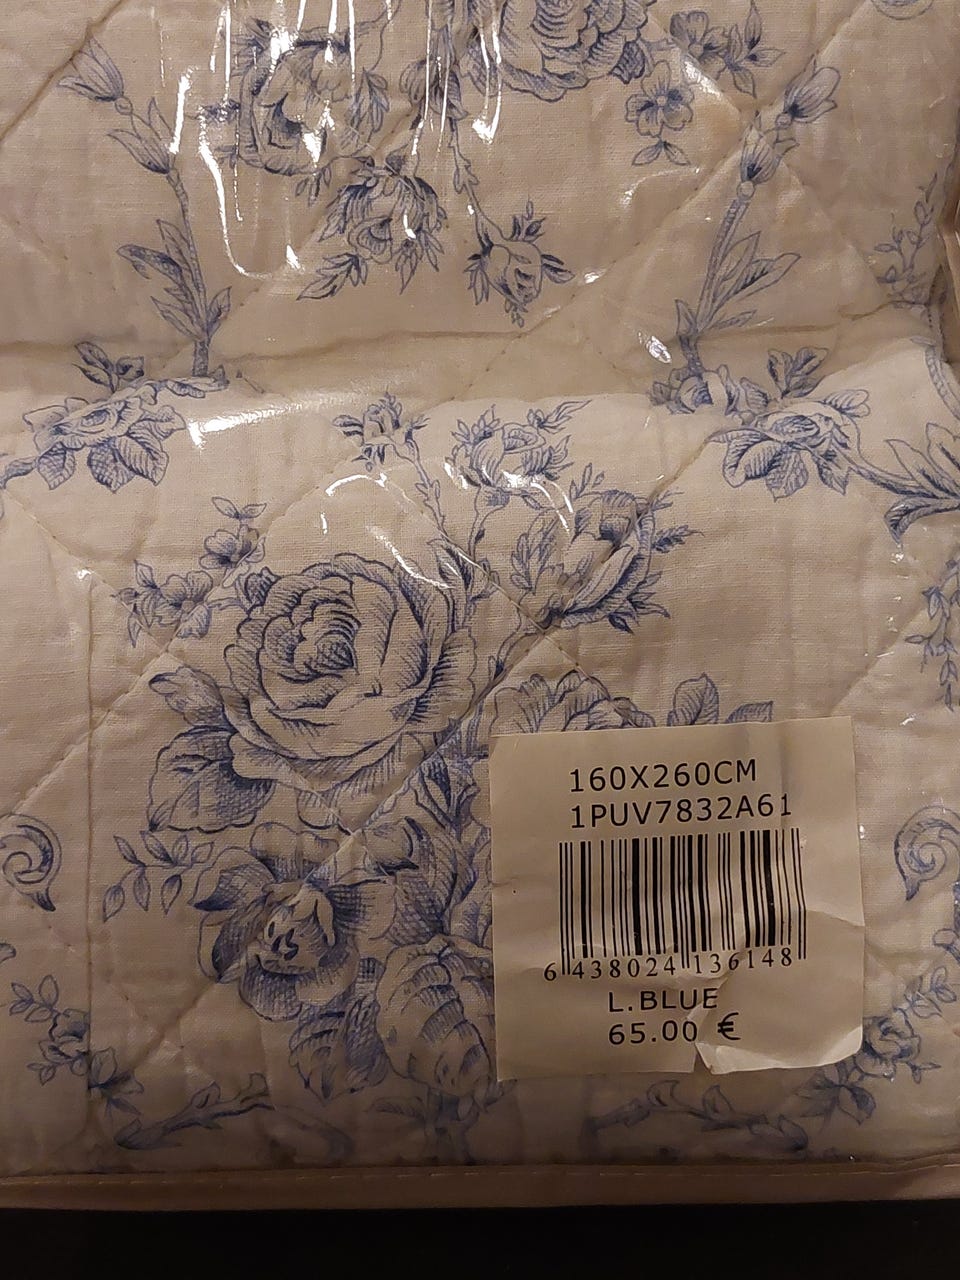 160X260CM
1PUV7832A61
6 438024 136148
L.BLUE
65.00 €